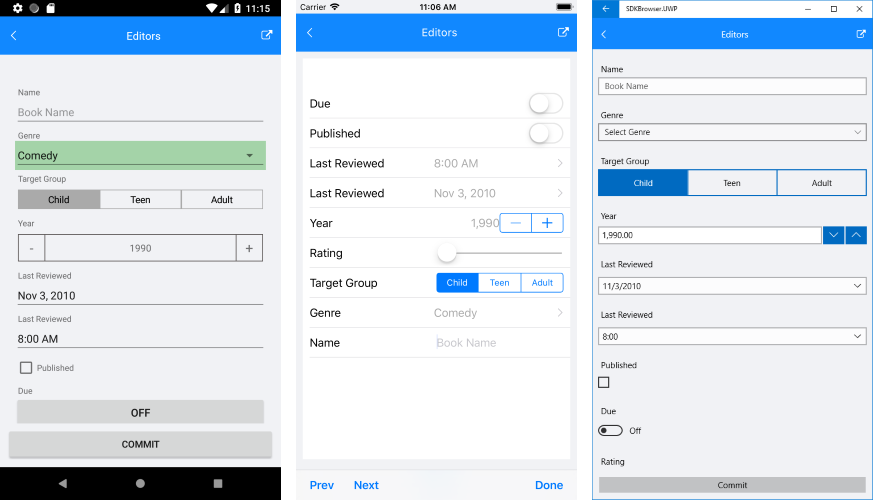 11:15
Editors
Name
Book Name
Genre
Comedy
Target Group
Child Teen Adult
Year
- 1990 +
Last Reviewed
Nov 3, 2010
Last Reviewed
8:00 AM
Published
Due
OFF
COMMIT
Carrier 11:06 AM
Editors
Due
Published
Last Reviewed 8:00 AM
Last Reviewed Nov 3, 2010
Year 1,990 − +
Rating
Target Group Child Teen Adult
Genre Comedy
Name Book Name
Prev Next Done
SDKBrowser.UWP
Editors
Name
Book Name
Genre
Select Genre
Target Group
Child Teen Adult
Year
1,990.00
Last Reviewed
11/3/2010
Last Reviewed
8:00
Published
Due
Off
Rating
Commit